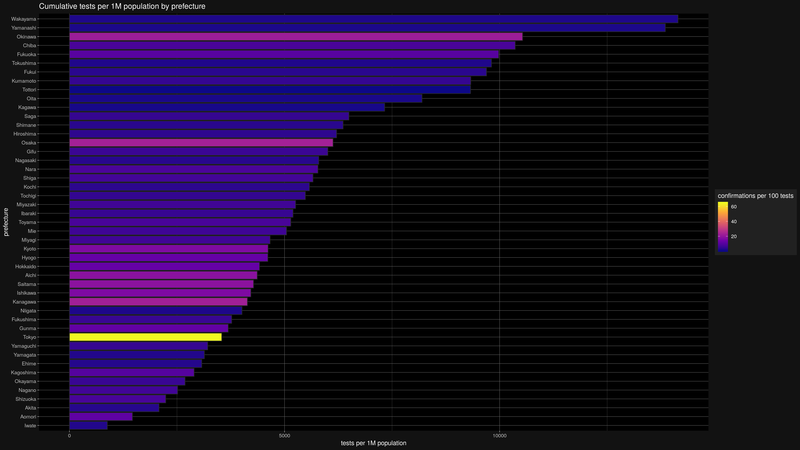 Cumulative tests per 1M population by prefecture
Wakayama
Yamanashi
Okinawa
Chiba
Fukuoka
Tokushima
Fukui
Kumamoto
Tottori
Oita
Kagawa
Saga
Shimane
Hiroshima
Osaka
Gifu
Nagasaki
Nara
Shiga
Kochi
Tochigi
Miyazaki
Ibaraki
Toyama
Mie
Miyagi
Kyoto
Hyogo
Hokkaido
Aichi
Saitama
Ishikawa
Kanagawa
Niigata
Fukushima
Gunma
Tokyo
Yamaguchi
Yamagata
Ehime
Kagoshima
Okayama
Nagano
Shizuoka
Akita
Aomori
Iwate
prefecture
0 5000 10000
tests per 1M population
confirmations per 100 tests
60
40
20